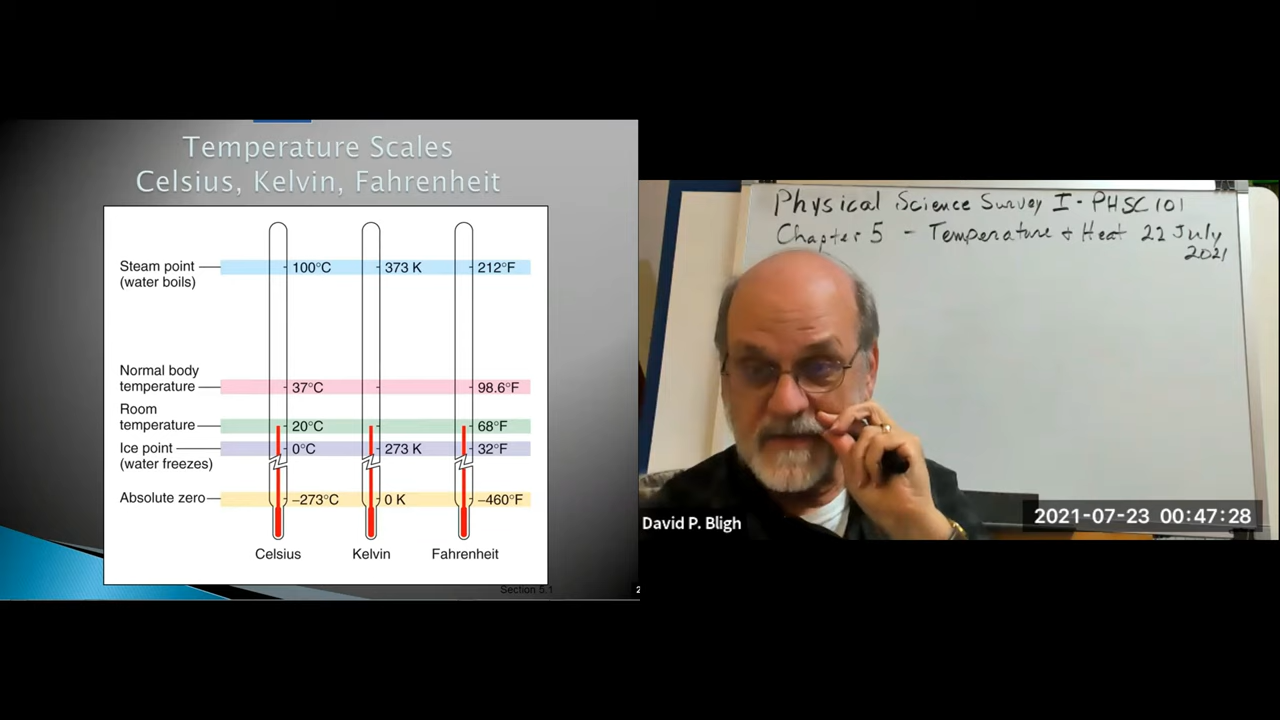 Temperature Scales
Celsius, Kelvin, Fahrenheit
Steam point
(water boils)
100°C
373 K
212°F
Normal body
temperature
37°C
98.6°F
Room
temperature
20°C
68°F
Ice point
(water freezes)
0°C
273 K
32°F
Absolute zero
–273°C
0 K
–460°F
Celsius
Kelvin
Fahrenheit
Section 5.1
2
Physical Science Survey I - PHSC 101
Chapter 5 - Temperature + Heat 22 July
2021
David P. Bligh
2021-07-23 00:47:28